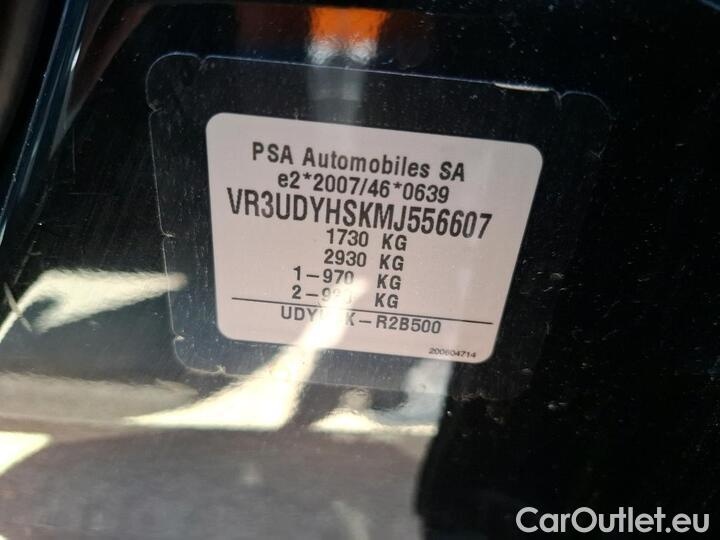 PSA Automobiles SA
e2*2007/46*0639
VR3UDYHSKMJ556607
1730 KG
2930 KG
1-970 KG
KG
R2B500
200604714
CarOutlet.eu